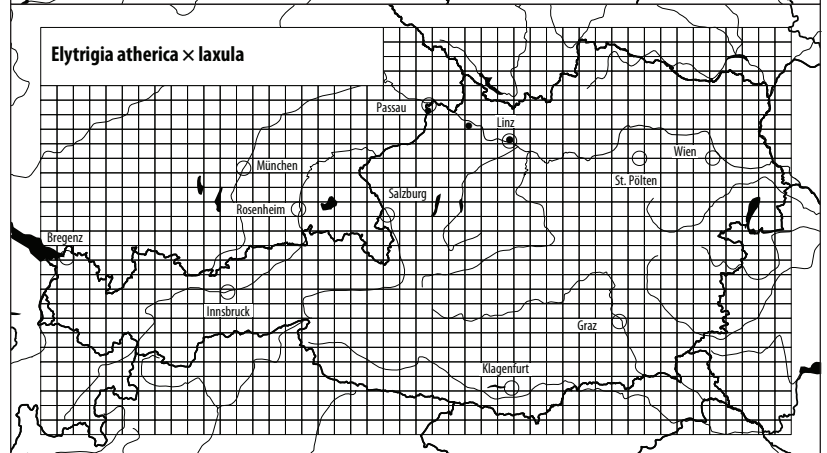 Elytrigia atherica × laxula
Passau
Linz
München
Wien
St. Pölten
Rosenheim
Salzburg
Bregenz
Innsbruck
Graz
Klagenfurt